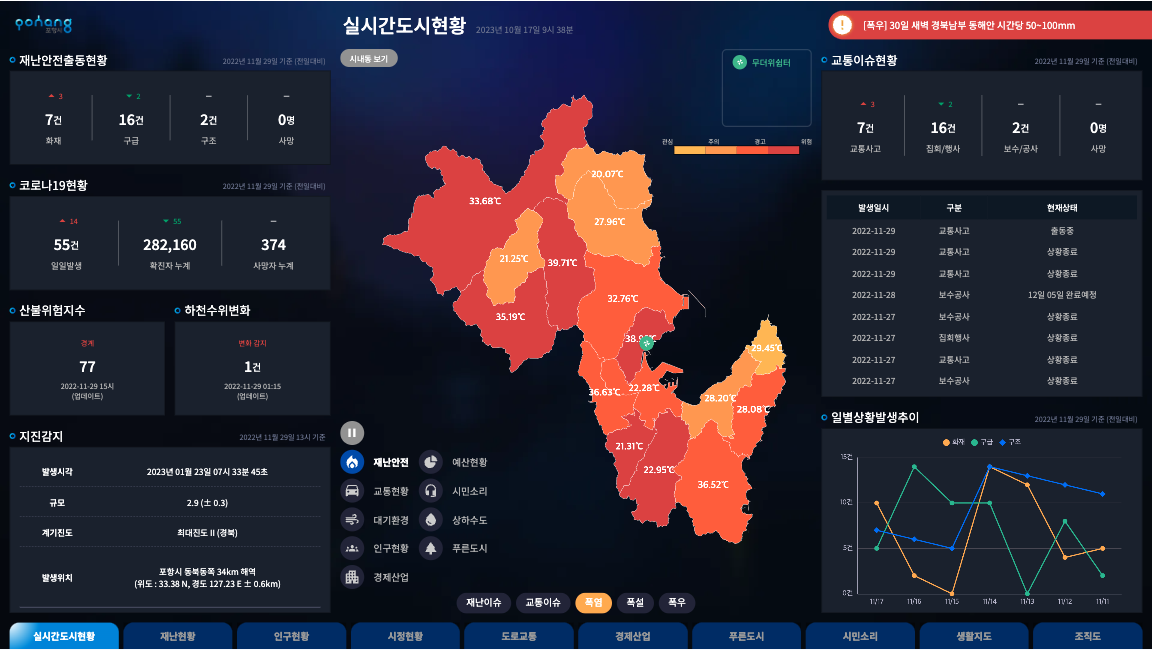 pohang
포항시
실시간도시현황 2023년 10월 17일 9시 38분
[폭우] 30일 새벽 경북남부 동해안 시간당 50~100mm
재난안전출동현황 2022년 11월 29일 기준 (전일대비)
3 2 – –
7건 16건 2건 0명
화재 구급 구조 사망
코로나19현황 2022년 11월 29일 기준 (전일대비)
14 55 –
55건 282,160 374
일일발생 확진자 누계 사망자 누계
산불위험지수
경계
77
2022-11-29 15시
(업데이트)
하천수위변화
변화 감지
1건
2022-11-29 01:15
(업데이트)
지진감지 2022년 11월 29일 13시 기준
발생시각 2023년 01월 23일 07시 33분 45초
규모 2.9 (± 0.3)
계기진도 최대진도 II (경북)
발생위치 포항시 동북동쪽 34km 해역
(위도 : 33.38 N, 경도 127.23 E ± 0.6km)
시내동 보기
무더위쉼터
관심 주의 경고 위험
20.07℃
33.68℃
27.96℃
21.25℃
39.71℃
32.76℃
35.19℃
29.45℃
36.63℃
22.28℃
28.20℃
28.08℃
21.31℃
22.95℃
36.52℃
재난안전 예산현황
교통현황 시민소리
대기환경 상하수도
인구현황 푸른도시
경제산업
재난이슈 교통이슈 폭염 폭설 폭우
교통이슈현황 2022년 11월 29일 기준 (전일대비)
3 2 – –
7건 16건 2건 0명
교통사고 집회/행사 보수/공사 사망
발생일시 구분 현재상태
2022-11-29 교통사고 출동중
2022-11-29 교통사고 상황종료
2022-11-29 교통사고 상황종료
2022-11-28 보수공사 12일 05일 완료예정
2022-11-27 보수공사 상황종료
2022-11-27 집회행사 상황종료
2022-11-27 교통사고 상황종료
2022-11-27 보수공사 상황종료
일별상황발생추이 2022년 11월 29일 기준 (전일대비)
화재 구급 구조
15건
10건
5건
0건
11/17 11/16 11/15 11/14 11/13 11/12 11/11
실시간도시현황 재난현황 인구현황 시정현황 도로교통 경제산업 푸른도시 시민소리 생활지도 조직도